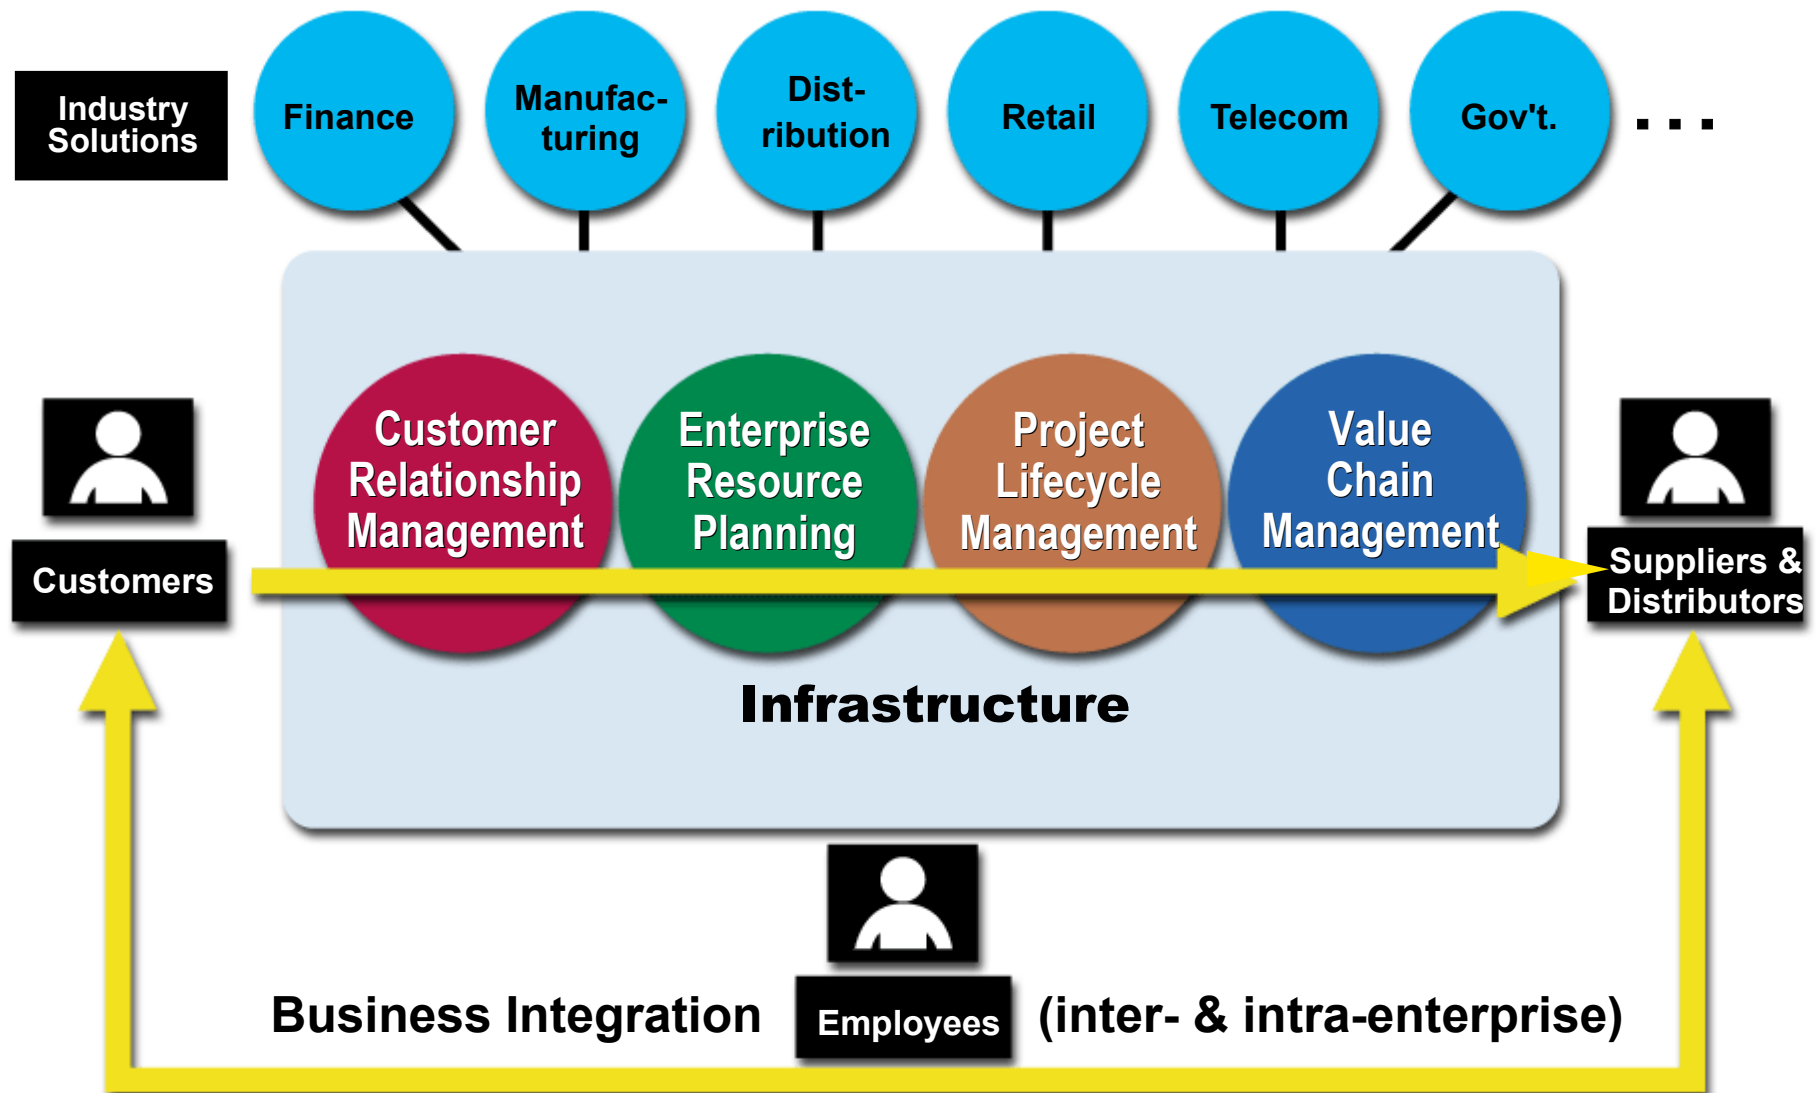 Industry
Solutions
Finance
Manufac-
turing
Dist-
ribution
Retail
Telecom
Gov't.
...
Customer
Relationship
Management
Enterprise
Resource
Planning
Project
Lifecycle
Management
Value
Chain
Management
Customers
Suppliers &
Distributors
Infrastructure
Business Integration
Employees
(inter- & intra-enterprise)